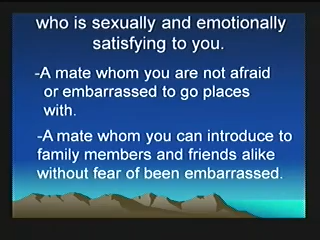 who is sexually and emotionally
satisfying to you.
-A mate whom you are not afraid
or embarrassed to go places
with.
-A mate whom you can introduce to
family members and friends alike
without fear of been embarrassed.